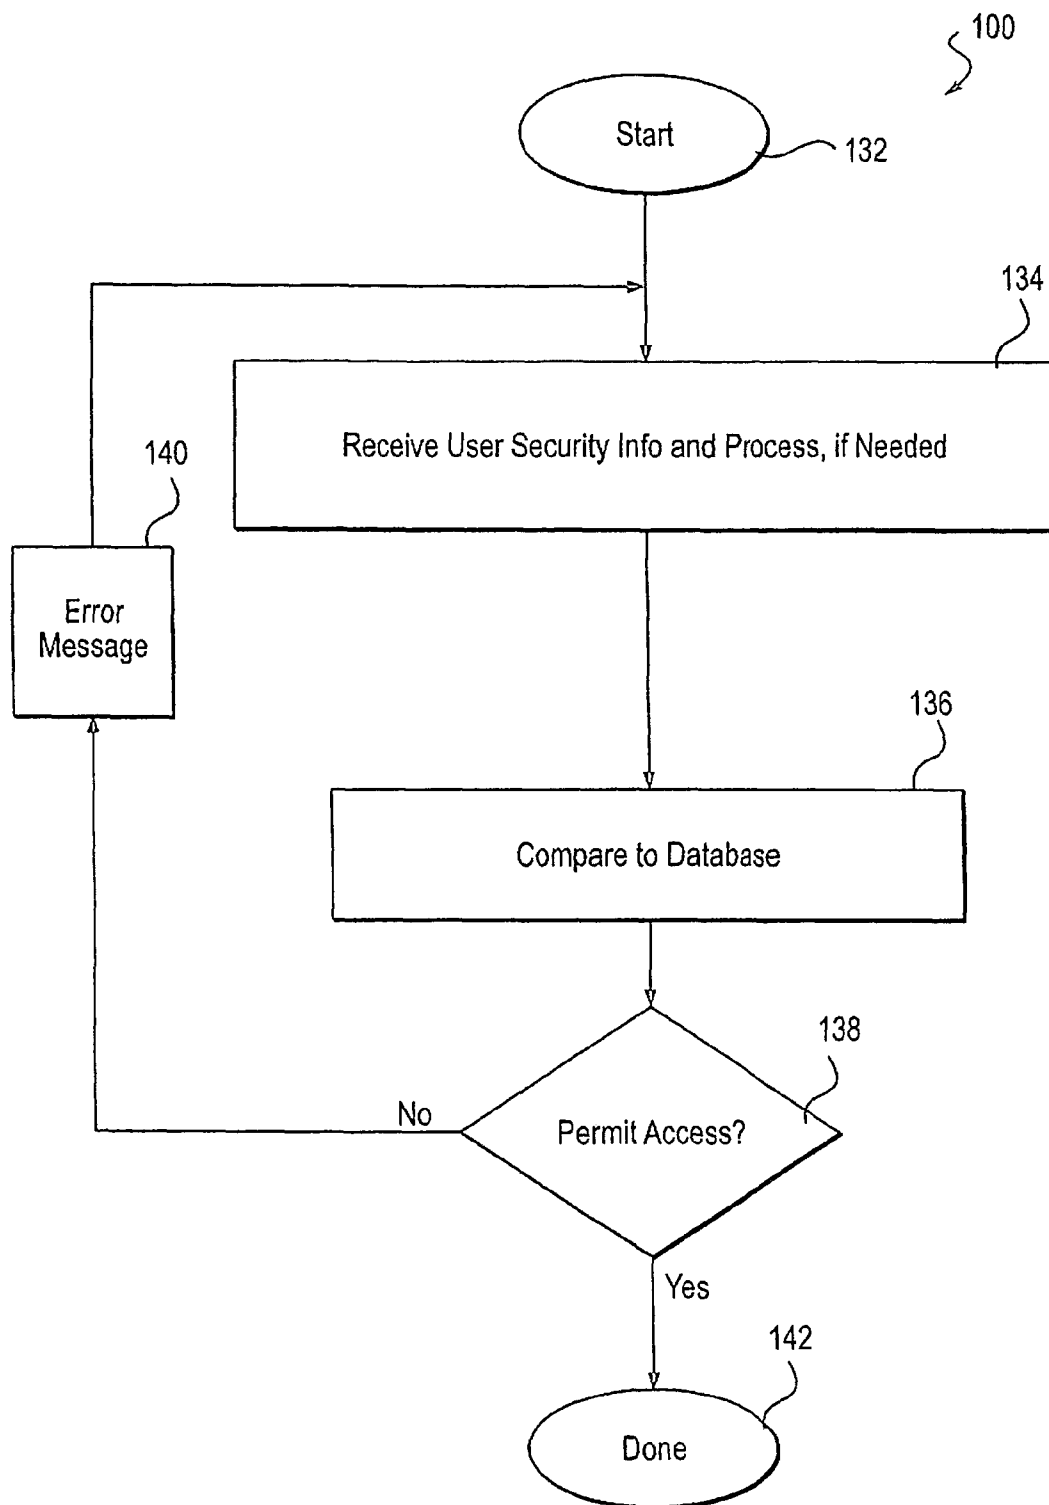 100
Start
132
134
Receive User Security Info and Process, if Needed
140
Error
Message
136
Compare to Database
138
No
Permit Access?
Yes
142
Done